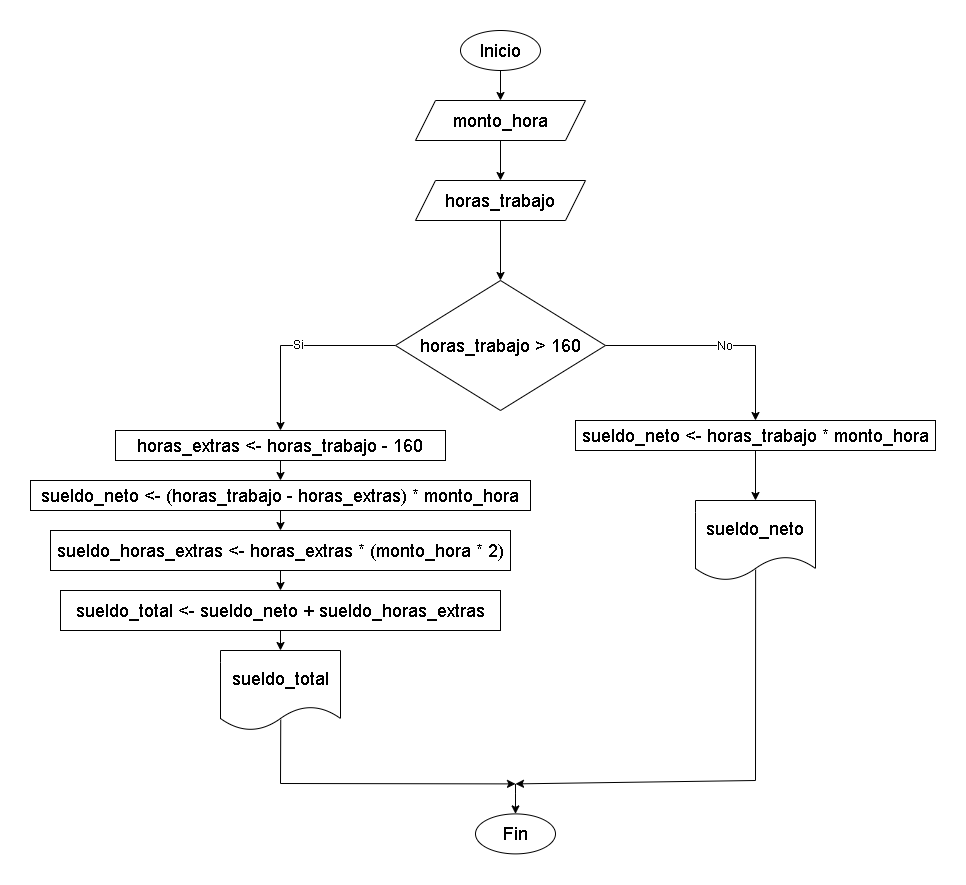 Inicio
monto_hora
horas_trabajo
horas_trabajo > 160
Si
No
horas_extras <- horas_trabajo - 160
sueldo_neto <- (horas_trabajo - horas_extras) * monto_hora
sueldo_horas_extras <- horas_extras * (monto_hora * 2)
sueldo_total <- sueldo_neto + sueldo_horas_extras
sueldo_total
sueldo_neto <- horas_trabajo * monto_hora
sueldo_neto
Fin